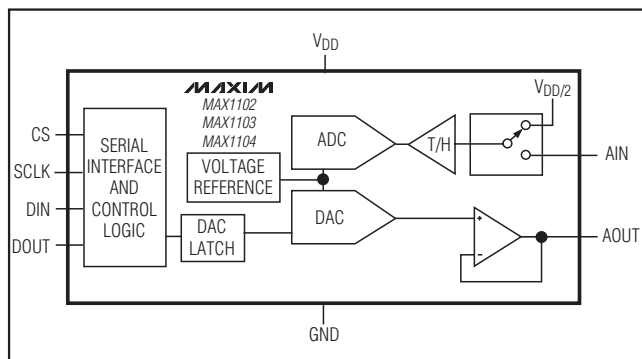 VDD
MAXIM
MAX1102
MAX1103
MAX1104
VDD/2
CS
SCLK
DIN
DOUT
SERIAL
INTERFACE
AND
CONTROL
LOGIC
VOLTAGE
REFERENCE
ADC
T/H
AIN
DAC
LATCH
DAC
+
−
AOUT
GND